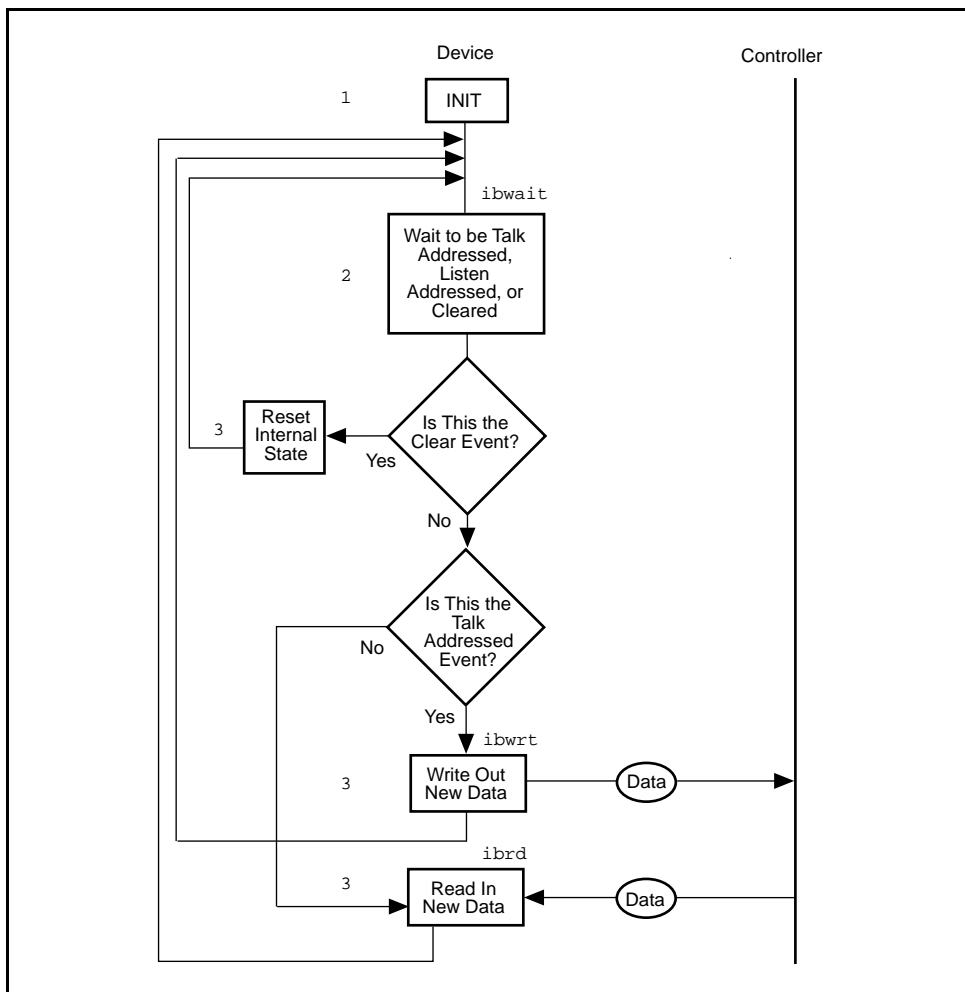 Device
Controller
1
INIT
ibwait
2
Wait to be Talk
Addressed,
Listen
Addressed, or
Cleared
3
Reset
Internal
State
Is This the
Clear Event?
Yes
No
Is This the
Talk
Addressed
Event?
No
Yes
ibwrt
3
Write Out
New Data
Data
ibrd
3
Read In
New Data
Data